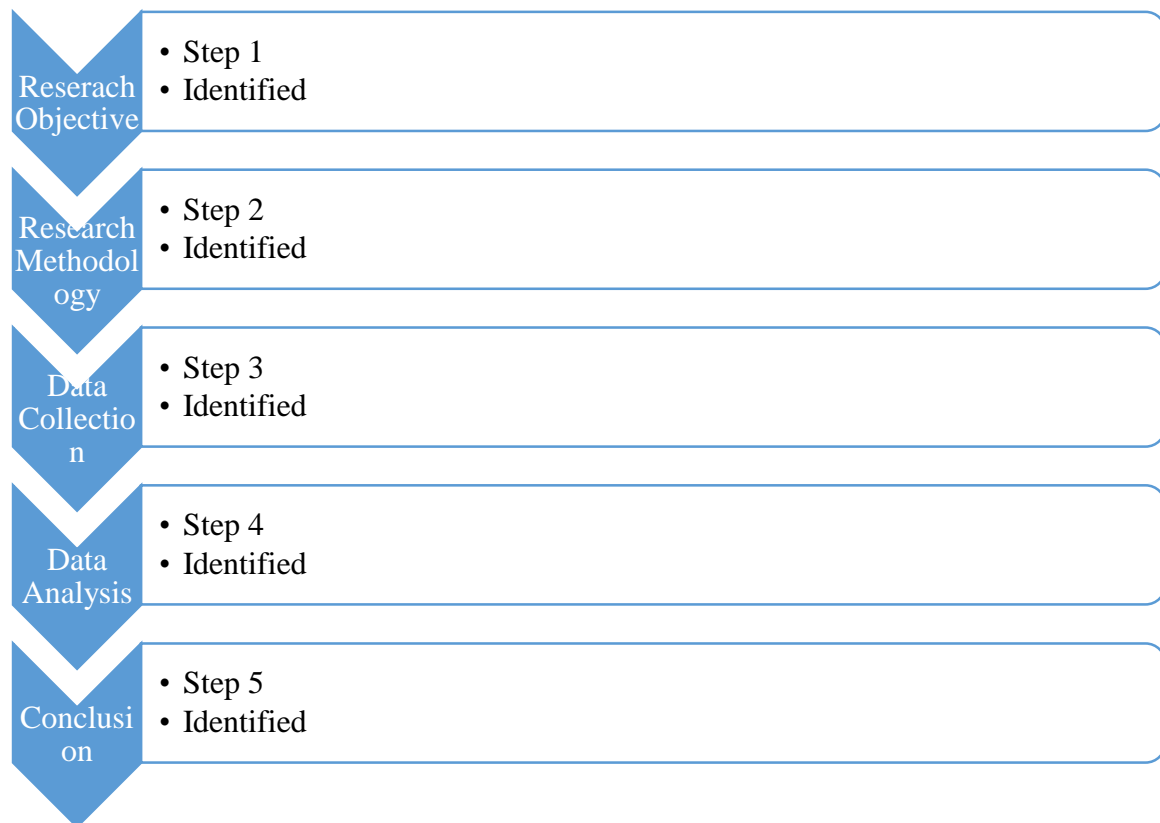 Reserach
Objective
• Step 1
• Identified
Research
Methodol
ogy
• Step 2
• Identified
Data
Collectio
n
• Step 3
• Identified
Data
Analysis
• Step 4
• Identified
Conclusi
on
• Step 5
• Identified